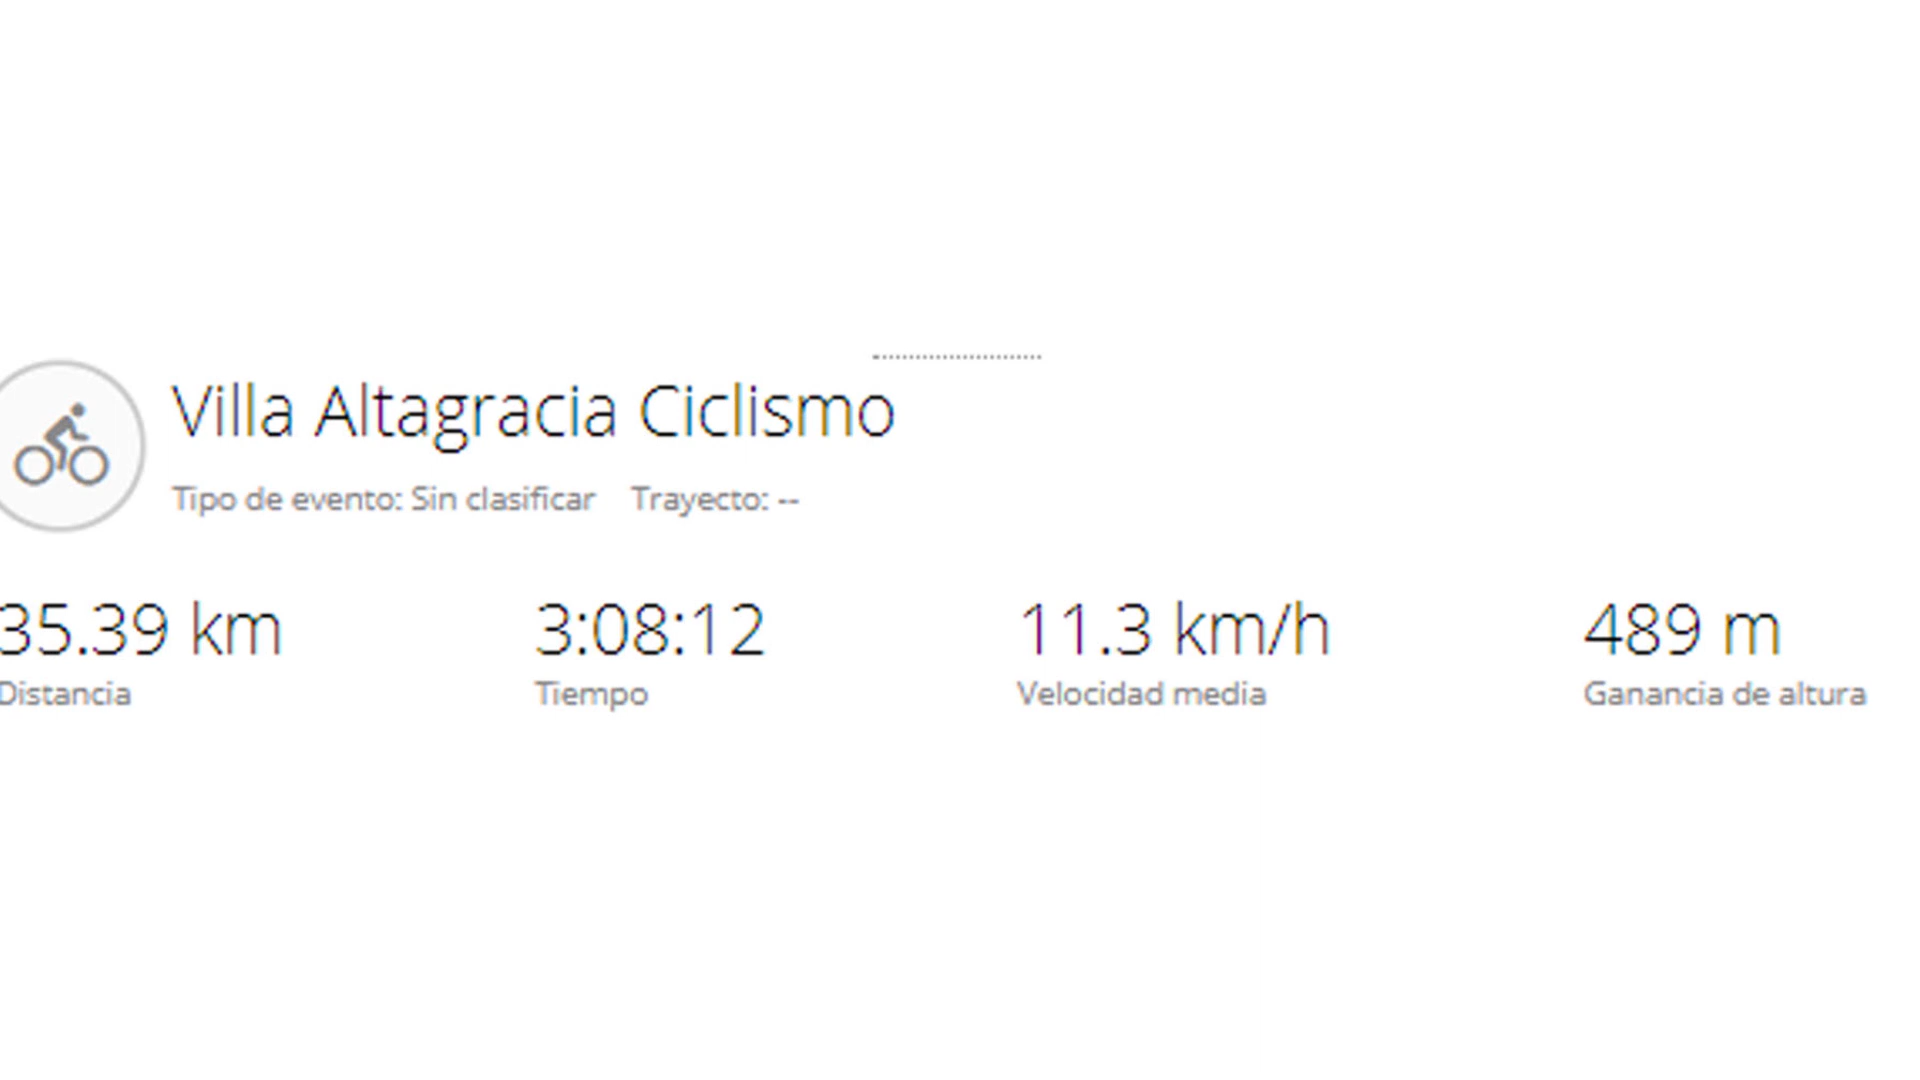 Villa Altagracia Ciclismo
Tipo de evento: Sin clasificar Trayecto: --
35.39 km 3:08:12 11.3 km/h 489 m
Distancia Tiempo Velocidad media Ganancia de altura